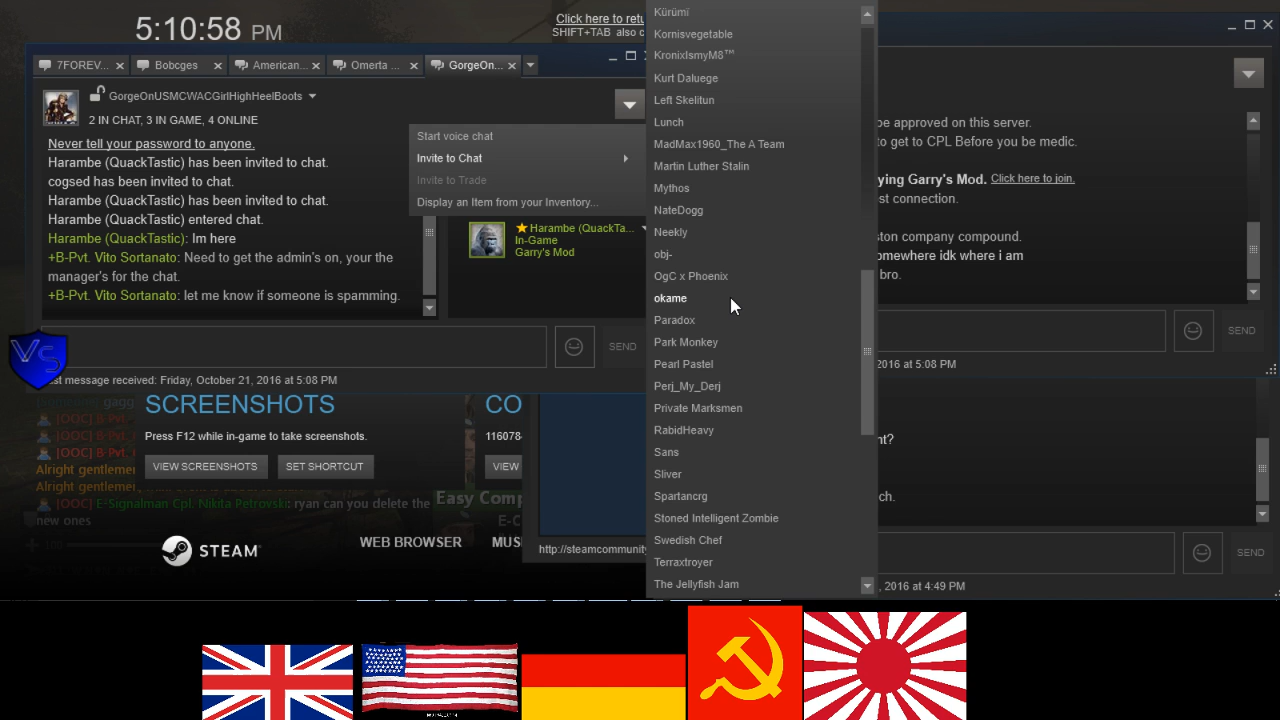 5:10:58 PM
Click here to retu
SHIFT+TAB also c
7FOREV...
Bobcges
American...
Omerta ...
GorgeOn...
GorgeOnUSMCWACGirlHighHeelBoots
2 IN CHAT, 3 IN GAME, 4 ONLINE
Never tell your password to anyone.
Harambe (QuackTastic) has been invited to chat.
cogsed has been invited to chat.
Harambe (QuackTastic) has been invited to chat.
Harambe (QuackTastic) entered chat.
Harambe (QuackTastic): Im here
+B-Pvt. Vito Sortanato: Need to get the admin's on, your the
manager's for the chat.
+B-Pvt. Vito Sortanato: let me know if someone is spamming.
SEND
VS
st message received: Friday, October 21, 2016 at 5:08 PM
Start voice chat
Invite to Chat
Invite to Trade
Display an Item from your Inventory...
Harambe (QuackTa...
In-Game
Garry's Mod
Kürümï
Kornisvegetable
KronixIsmyM8™
Kurt Daluege
Left Skelitun
Lunch
MadMax1960_The A Team
Martin Luther Stalin
Mythos
NateDogg
Neekly
obj-
OgC x Phoenix
okame
Paradox
Park Monkey
Pearl Pastel
Perj_My_Derj
Private Marksmen
RabidHeavy
Sans
Sliver
Spartancrg
Stoned Intelligent Zombie
Swedish Chef
Terraxtroyer
The Jellyfish Jam
be approved on this server.
to get to CPL Before you be medic.
ying Garry's Mod. Click here to join.
est connection.
ston company compound.
omewhere idk where i am
bro.
SEND
2016 at 5:08 PM
nt?
ch.
SEND
, 2016 at 4:49 PM
SCREENSHOTS
Press F12 while in-game to take screenshots.
VIEW SCREENSHOTS
SET SHORTCUT
CO
116078-
VIEW
gagg
[OOC] B-Pvt.
[OOC] B-Pvt.
[OOC] B-Pvt.
Alright gentlemen
Alright gentlemen
[OOC] E-Signalman Cpl. Nikita Petrovski: ryan can you delete the
new ones
Easy Comp
E-C
100
STEAM
WEB BROWSER
MUS
http://steamcommunity